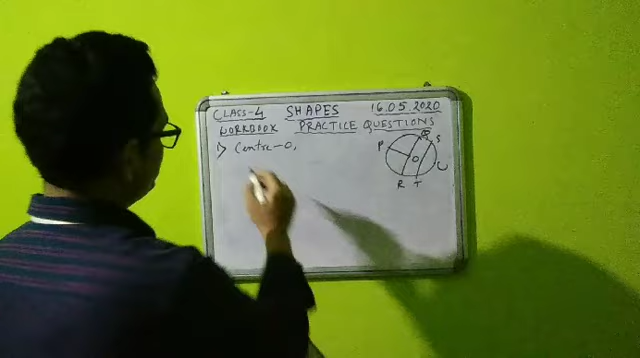 CLASS-4 SHAPES 16.05.2020
WORKBOOK PRACTICE QUESTIONS
1) Centre-O,
P
S
O
U
R T